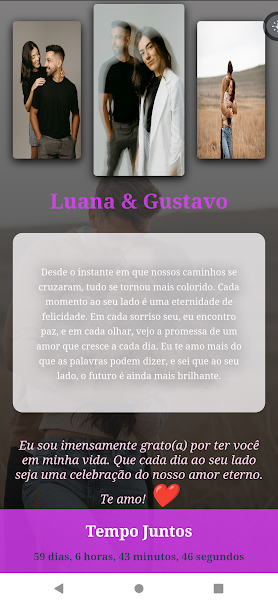 Luana & Gustavo
Desde o instante em que nossos caminhos se
cruzaram, tudo se tornou mais colorido. Cada
momento ao seu lado é uma eternidade de
felicidade. Em cada sorriso seu, eu encontro
paz, e em cada olhar, vejo a promessa de um
amor que cresce a cada dia. Eu te amo mais do
que as palavras podem dizer, e sei que ao seu
lado, o futuro é ainda mais brilhante.
Eu sou imensamente grato(a) por ter você
em minha vida. Que cada dia ao seu lado
seja uma celebração do nosso amor eterno.
Te amo! ❤️
Tempo Juntos
59 dias, 6 horas, 43 minutos, 46 segundos